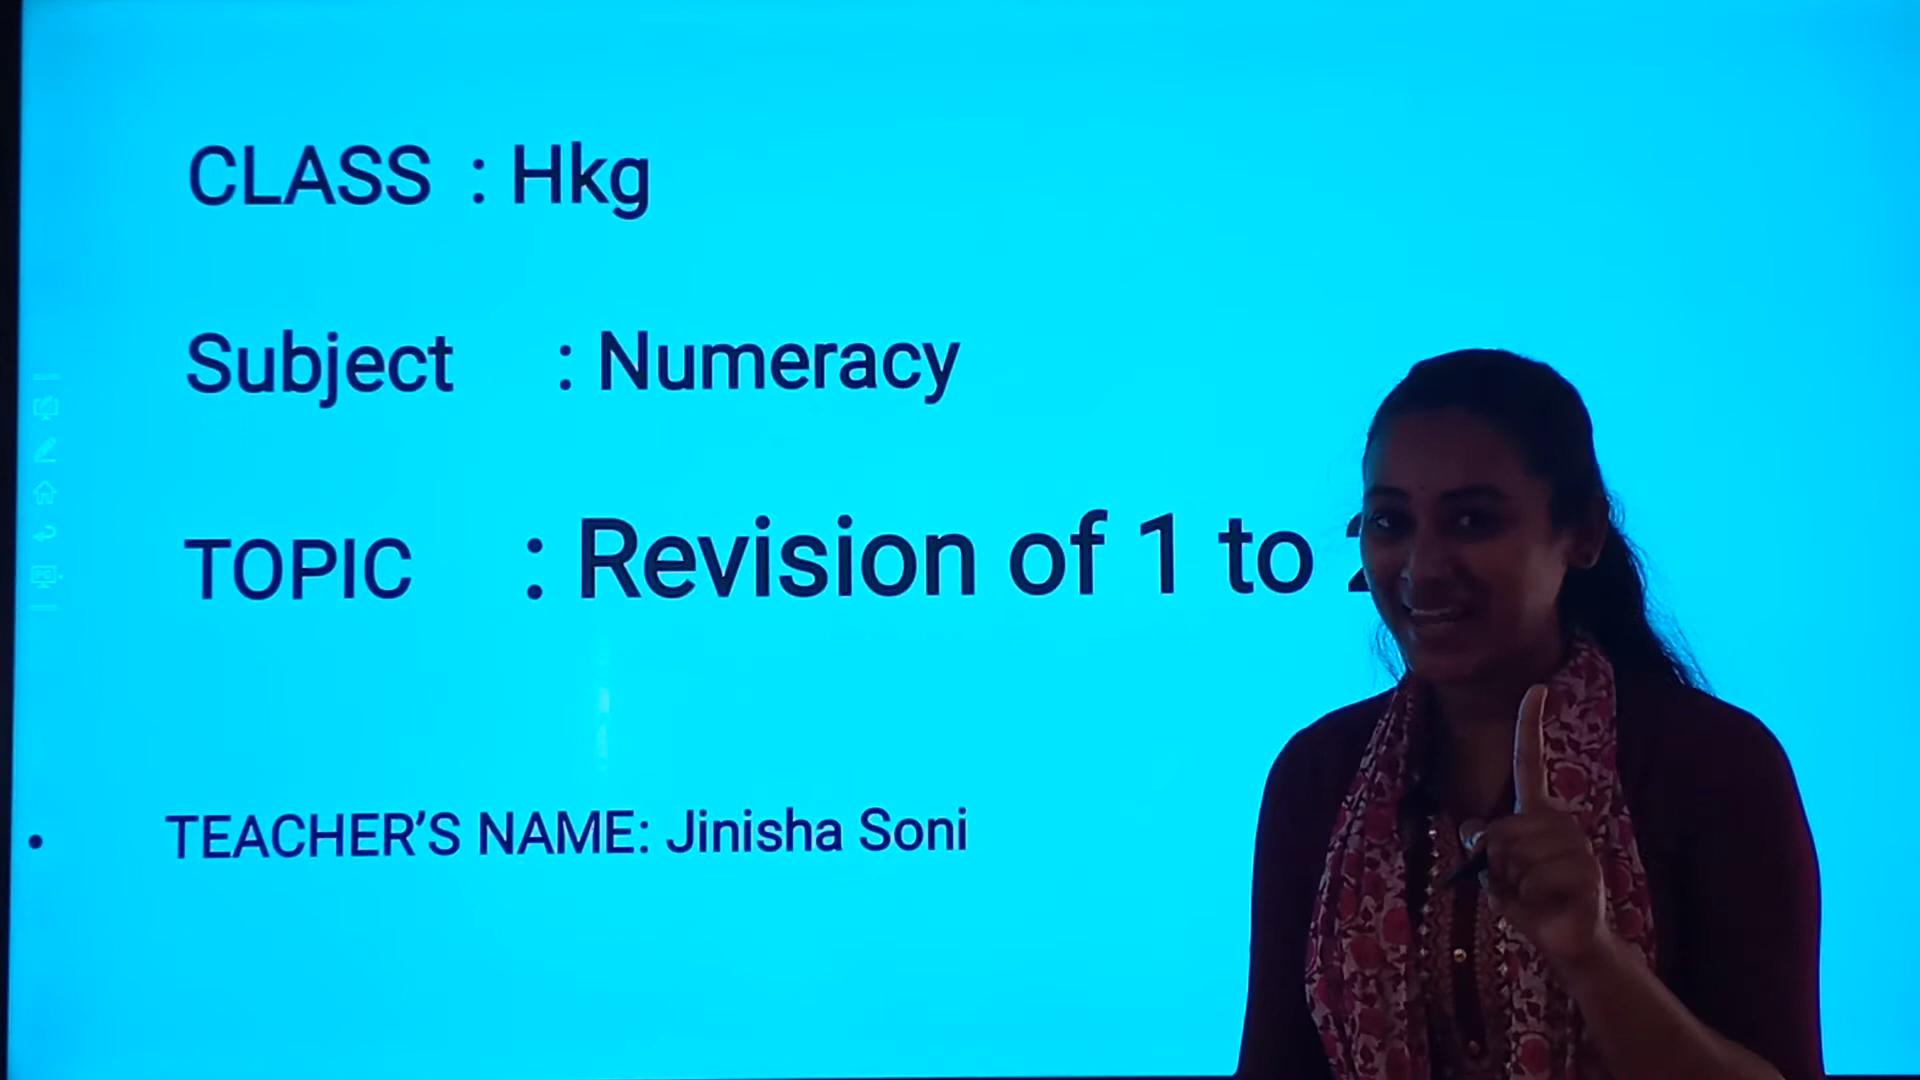 CLASS : Hkg
Subject : Numeracy
TOPIC : Revision of 1 to
• TEACHER’S NAME: Jinisha Soni